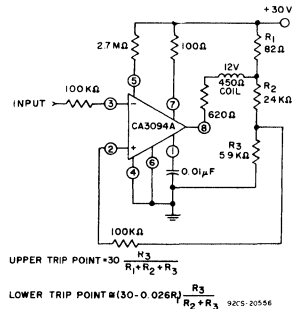 +30 V
2.7MΩ
100Ω
R1
82Ω
12V
450Ω
COIL
R2
24KΩ
100KΩ
INPUT
5
3
7
CA3094A
8
620Ω
2
1
6
4
R3
5.9KΩ
0.01μF
100KΩ
UPPER TRIP POINT = 30 R3 / R1+R2+R3
LOWER TRIP POINT ≅ (30-0.026R1) R3 / R2+R3
92CS-20556